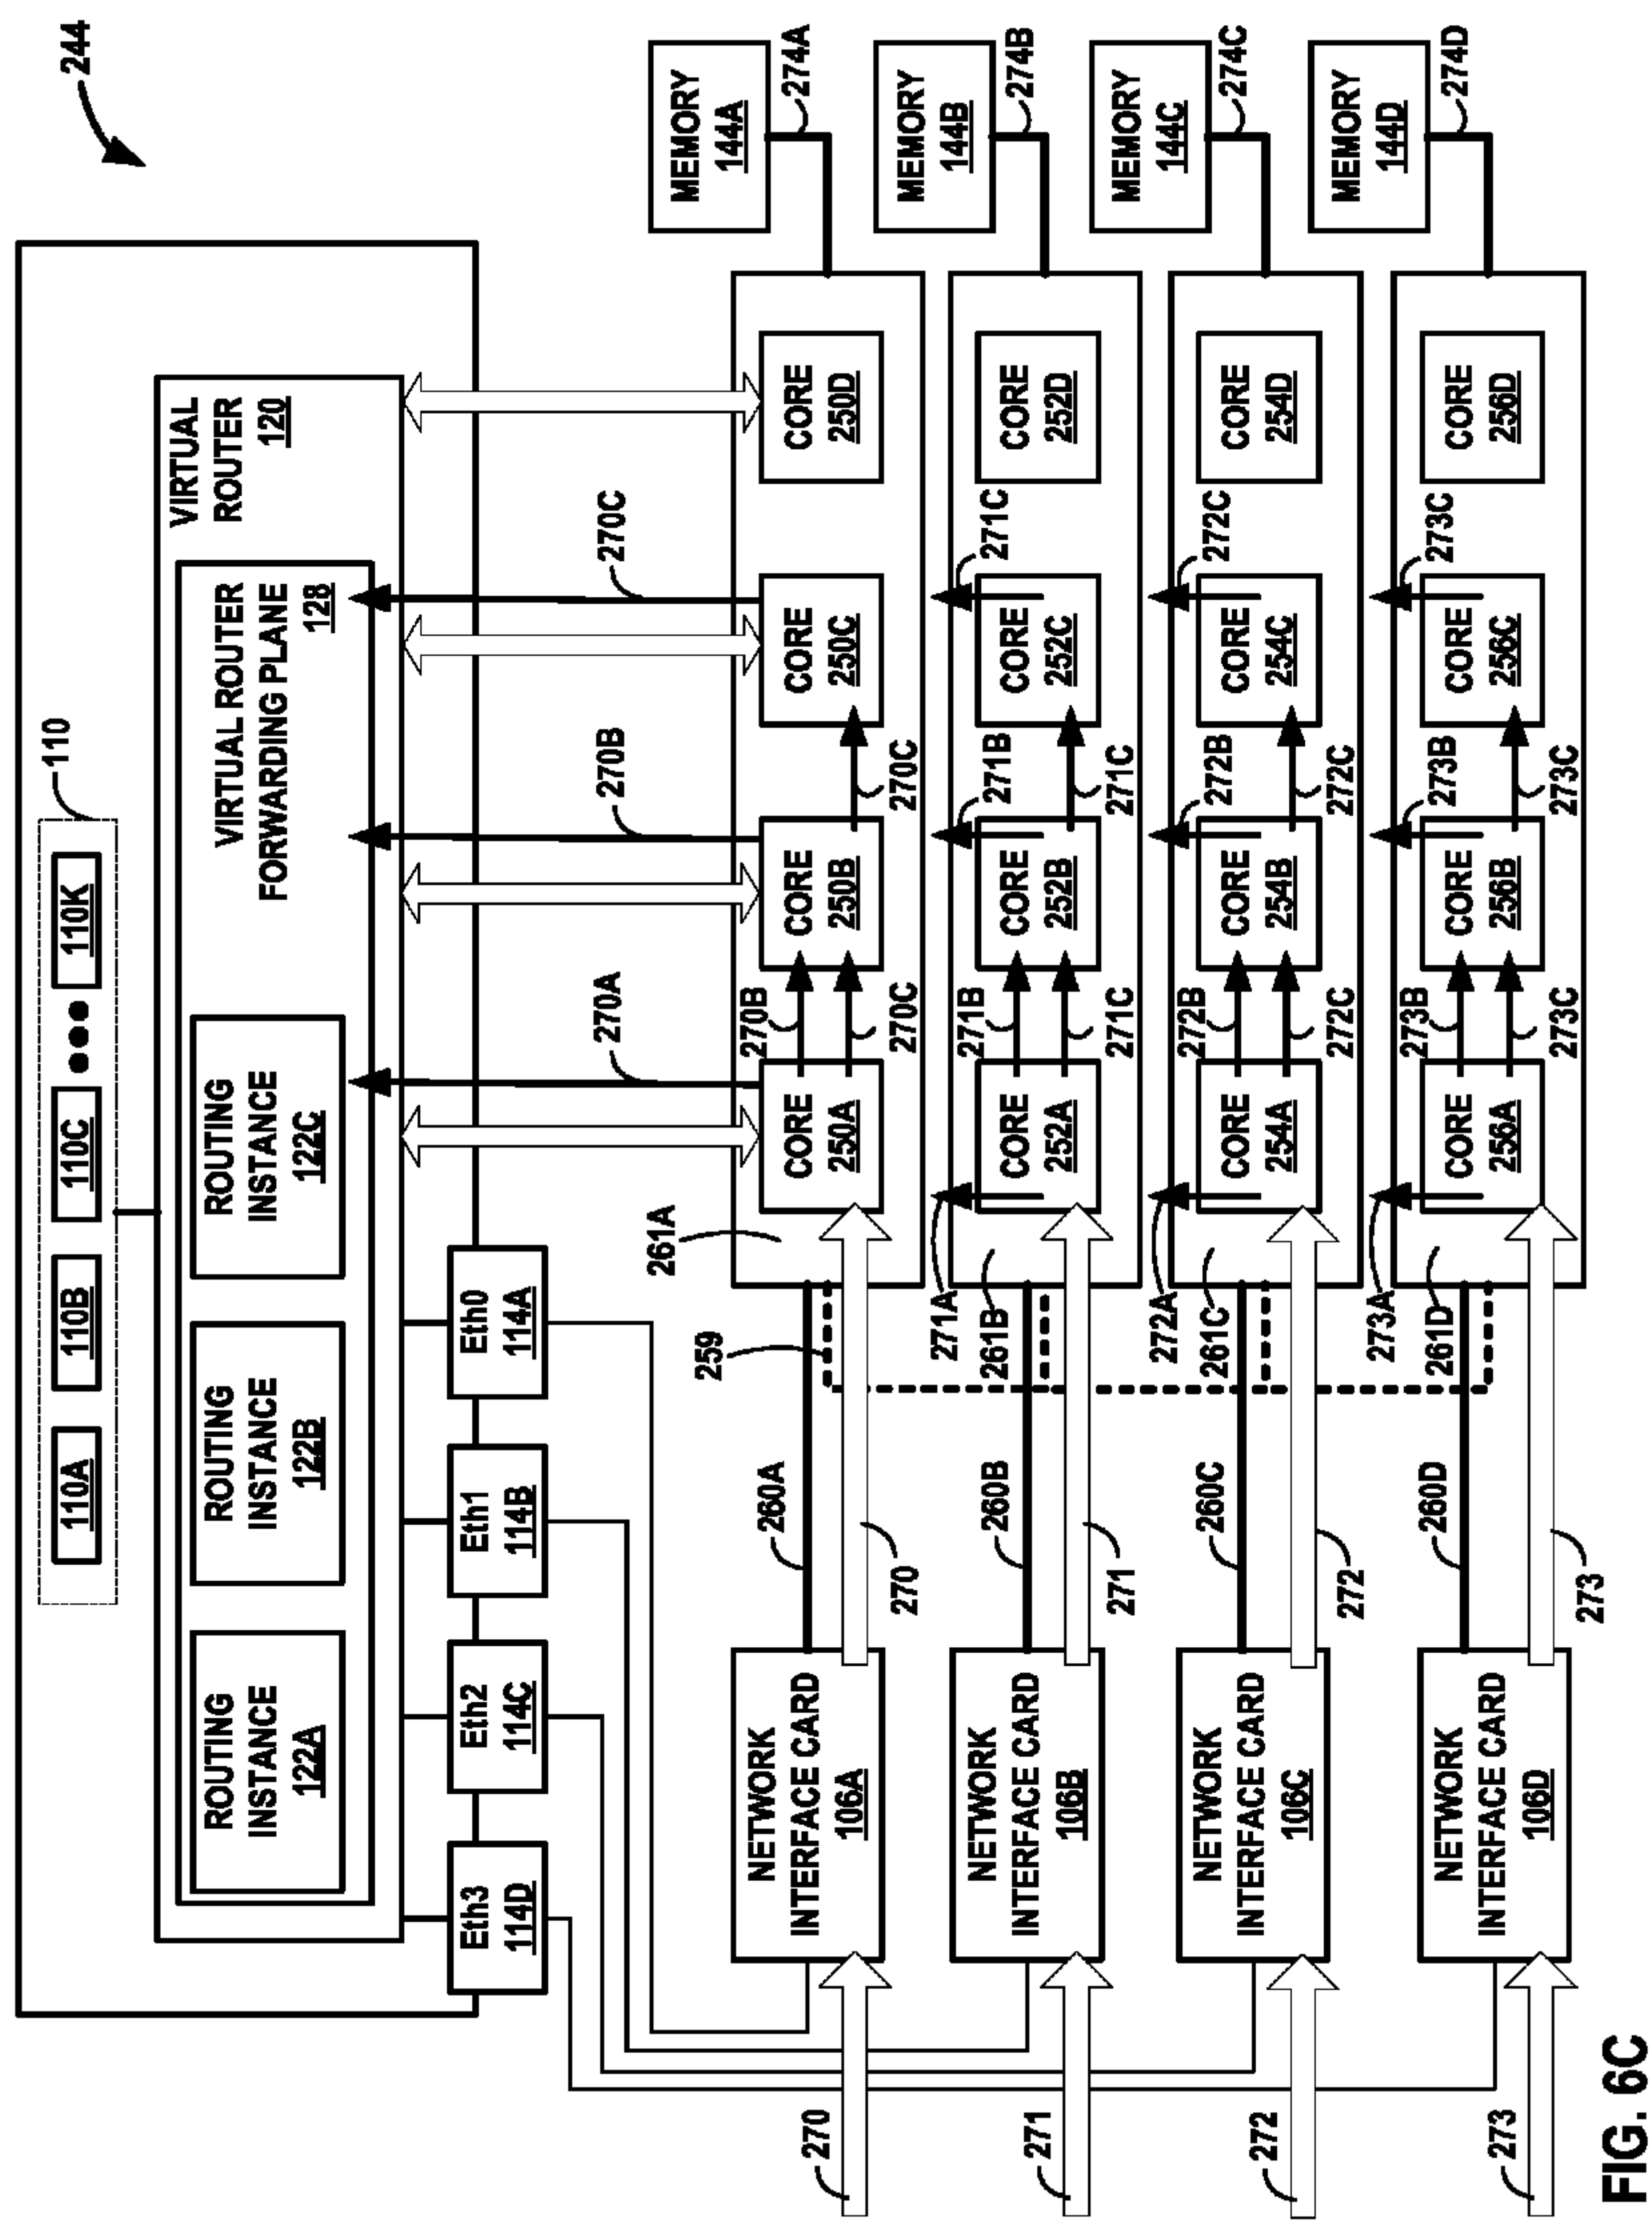 244
110
110A
110B
110C
110K
VIRTUAL
ROUTER
120
VIRTUAL ROUTER
FORWARDING PLANE
128
ROUTING
INSTANCE
122A
ROUTING
INSTANCE
122B
ROUTING
INSTANCE
122C
Eth3
114D
Eth2
114C
Eth1
114B
Eth0
114A
270A
270B
270C
270
NETWORK
INTERFACE CARD
106A
260A
270
259
261A
CORE
250A
270B
270C
CORE
250B
270C
CORE
250C
CORE
250D
MEMORY
144A
274A
271
NETWORK
INTERFACE CARD
106B
260B
271
271A
261B
CORE
252A
271B
271C
CORE
252B
271B
271C
CORE
252C
271C
CORE
252D
MEMORY
144B
274B
272
NETWORK
INTERFACE CARD
106C
260C
272
272A
261C
CORE
254A
272B
272C
CORE
254B
272B
272C
CORE
254C
272C
CORE
254D
MEMORY
144C
274C
273
NETWORK
INTERFACE CARD
106D
260D
273
273A
261D
CORE
256A
273B
273C
CORE
256B
273B
273C
CORE
256C
273C
CORE
256D
MEMORY
144D
274D
FIG. 6C